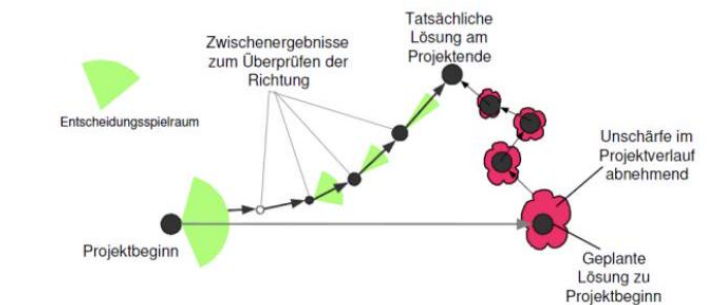 Tatsächliche
Lösung am
Projektende
Zwischenergebnisse
zum Überprüfen der
Richtung
Entscheidungsspielraum
Unschärfe im
Projektverlauf
abnehmend
Projektbeginn
Geplante
Lösung zu
Projektbeginn